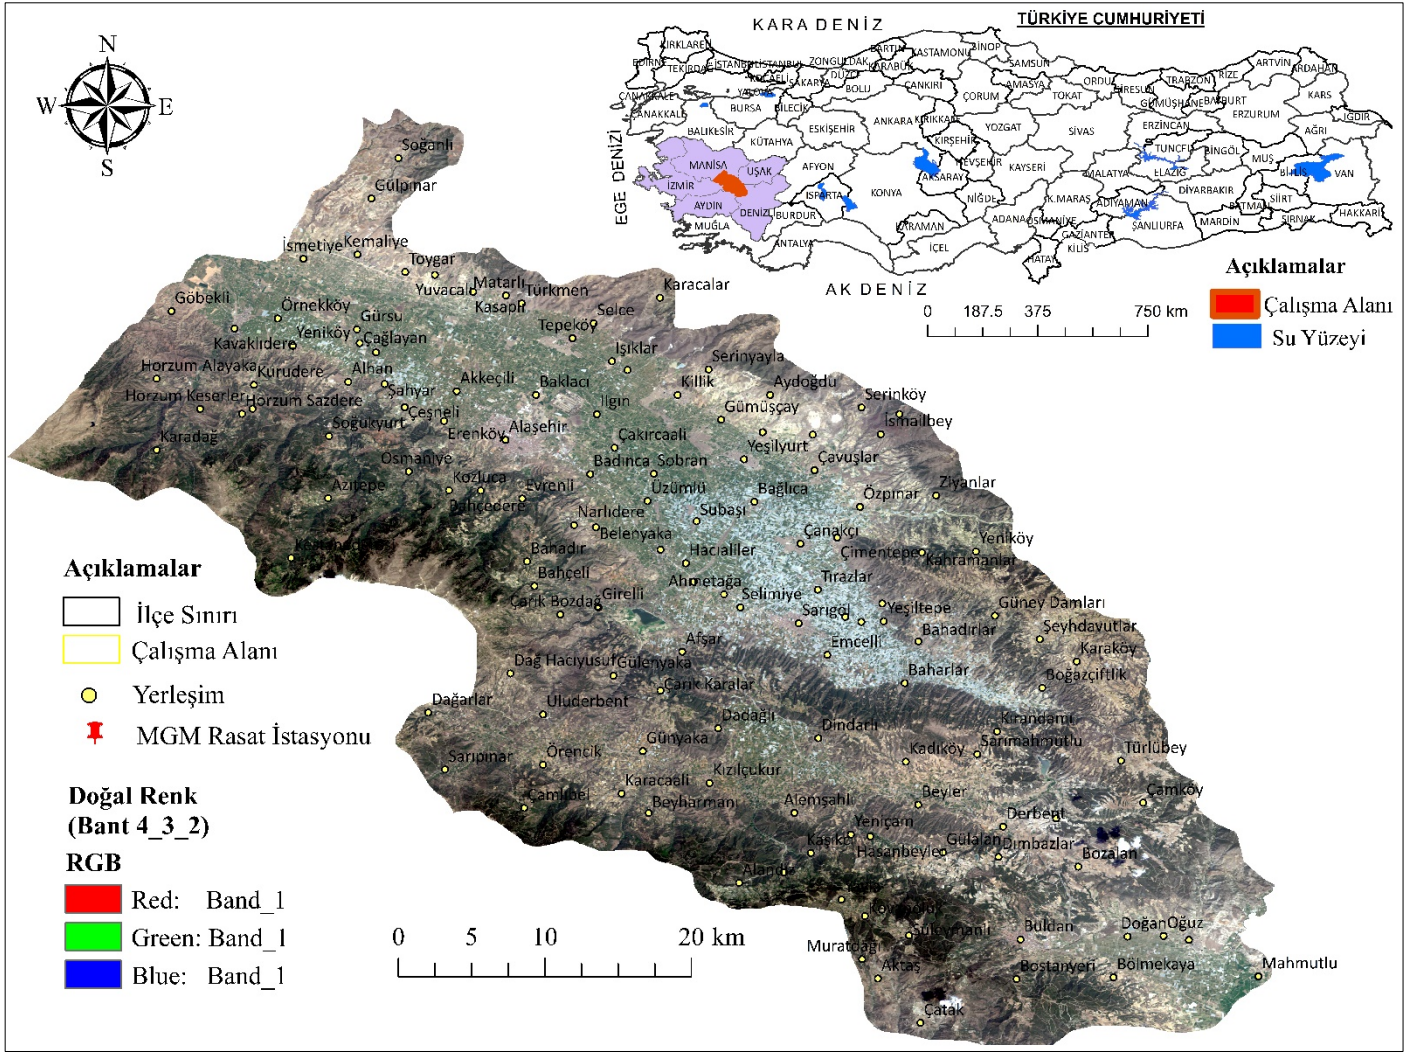 KARA DENİZ
TÜRKİYE CUMHURİYETİ
N
W
E
S
EGE DENİZİ
AK DENİZ
KIRKLARELİ
EDİRNE
TEKİRDAĞ
İSTANBUL
İSTANBUL
KOCAELİ
YALOVA
SAKARYA
DÜZCE
ZONGULDAK
BARTIN
KARABÜK
KASTAMONU
SİNOP
SAMSUN
ORDU
GİRESUN
TRABZON
RİZE
ARTVİN
ARDAHAN
ÇANAKKALE
ÇANAKKALE
BURSA
BİLECİK
BOLU
ÇANKIRI
ÇORUM
AMASYA
TOKAT
GÜMÜŞHANE
BAYBURT
ERZURUM
KARS
IĞDIR
BALIKESİR
KÜTAHYA
ESKİŞEHİR
ANKARA
KIRIKKALE
KIRŞEHİR
YOZGAT
SİVAS
ERZİNCAN
TUNCELİ
BİNGÖL
MUŞ
AĞRI
MANİSA
UŞAK
AFYON
KONYA
AKSARAY
NEVŞEHİR
KAYSERİ
MALATYA
ELAZIĞ
DİYARBAKIR
BİTLİS
VAN
İZMİR
AYDIN
DENİZLİ
ISPARTA
BURDUR
NİĞDE
K.MARAŞ
ADIYAMAN
BATMAN
SİİRT
ŞIRNAK
HAKKARİ
MUĞLA
ANTALYA
KARAMAN
İÇEL
ADANA
OSMANİYE
GAZİANTEP
KİLİS
HATAY
ŞANLIURFA
MARDİN
Açıklamalar
Çalışma Alanı
Su Yüzeyi
0 187.5 375 750 km
Soğanlı
Gülpınar
İsmetiye
Kemaliye
Toygar
Yuvacalı
Matarlı
Kasaplı
Türkmen
Karacalar
Göbekli
Örnekköy
Gürsu
Tepeköy
Selce
Kavaklıdere
Yeniköy
Çağlayan
Işıklar
Serinyayla
Horzum Alayaka
Kurudere
Alhan
Şahyar
Akkeçili
Baklacı
Killik
Aydoğdu
Serinköy
Horzum Keserler
Horzum Sazdere
Çeşneli
Ilgın
Gümüşçay
İsmailbey
Karadağ
Soğukyurt
Erenköy
Alaşehir
Çakırcaali
Yeşilyurt
Çavuşlar
Osmaniye
Badınca
Sobran
Azıtepe
Kozluca
Bahçedere
Evrenli
Üzümlü
Bağlıca
Özpınar
Ziyanlar
Narlıdere
Belenyaka
Subaşı
Çanakçı
Çimentepe
Yeniköy
Kahramanlar
Bahadır
Hacıaliler
Bahçeli
Ahmetağa
Tırazlar
Çarık Bozdağ
Girelli
Selimiye
Sarıgöl
Yeşiltepe
Güney Damları
Emcelli
Bahadırlar
Şeyhdavutlar
Afşar
Karaköy
Dağ Hacıyusuf
Gülenyaka
Baharlar
Boğazçiftlik
Çarık Karalar
Dağarlar
Uluderbent
Dadağlı
Dindarlı
Kırandamı
Sarıpınar
Örencik
Günyaka
Kadıköy
Sarımahmutlu
Türlübey
Kızılçukur
Çamlıbel
Karacaali
Beyharmanı
Alemşahlı
Beyler
Çamköy
Derbent
Yeniçam
Kaşıkçı
Hasanbeyler
Gülalan
Dımbazlar
Bozalan
Alandız
Süleymanlı
Buldan
Doğan
Oğuz
Muratdağı
Aktaş
Bostanyeri
Bölmekaya
Mahmutlu
Çatak
Açıklamalar
İlçe Sınırı
Çalışma Alanı
Yerleşim
MGM Rasat İstasyonu
Doğal Renk
(Bant 4_3_2)
RGB
Red: Band_1
Green: Band_1
Blue: Band_1
0 5 10 20 km